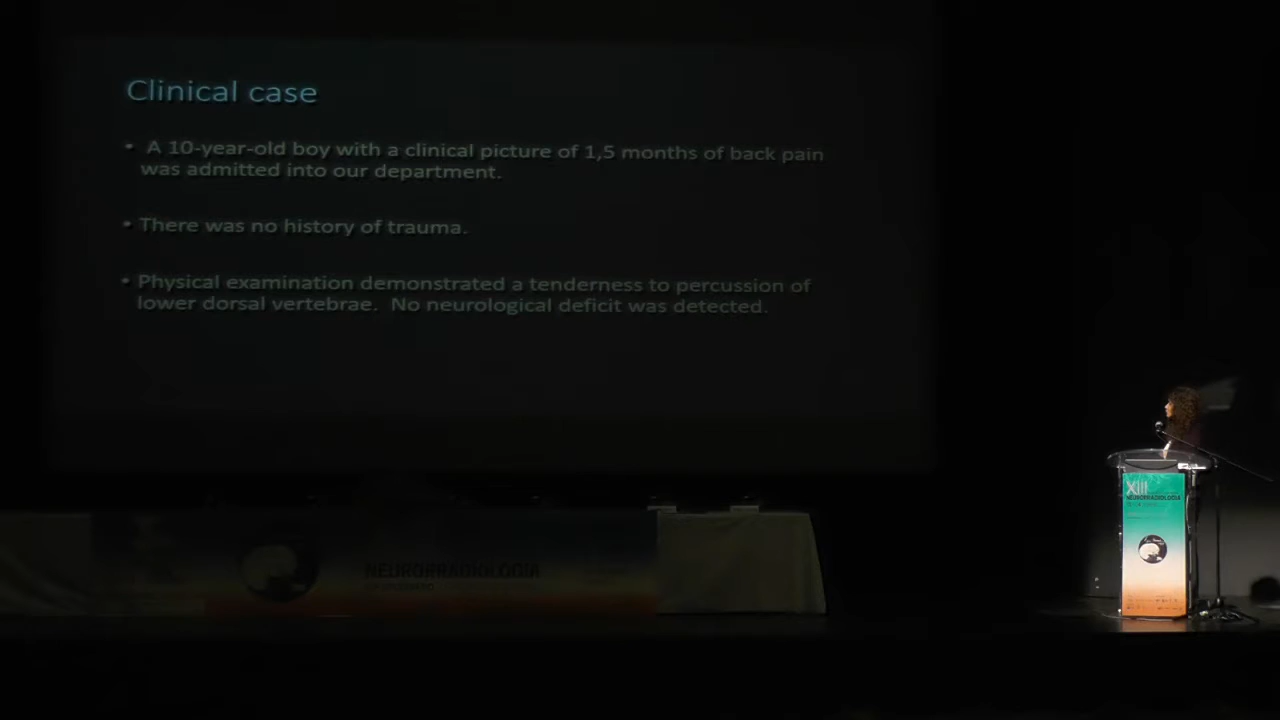 Clinical case
• A 10-year-old boy with a clinical picture of 1,5 months of back pain
was admitted into our department.
• There was no history of trauma.
• Physical examination demonstrated a tenderness to percussion of
lower dorsal vertebrae. No neurological deficit was detected.
XIII
NEURORRADIOLOGIA
NEURORRADIOLOGIA